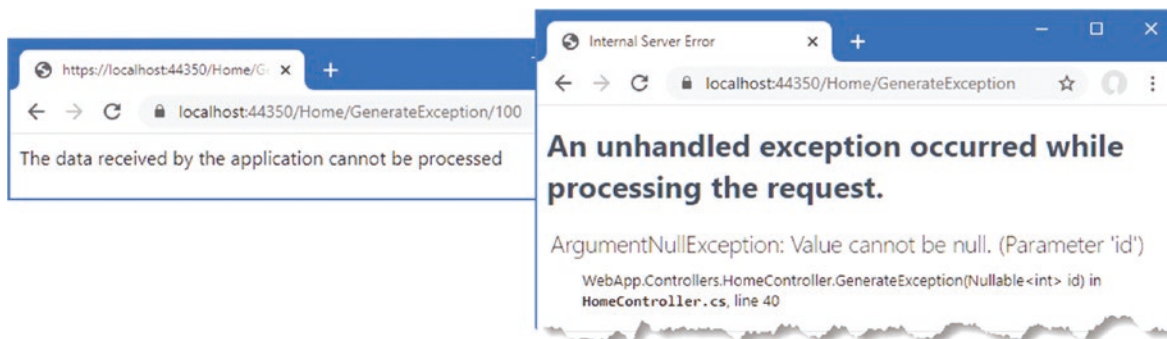 https://localhost:44350/Home/G
localhost:44350/Home/GenerateException/100
The data received by the application cannot be processed
Internal Server Error
localhost:44350/Home/GenerateException
An unhandled exception occurred while
processing the request.
ArgumentNullException: Value cannot be null. (Parameter 'id')
WebApp.Controllers.HomeController.GenerateException(Nullable<int> id) in
HomeController.cs, line 40